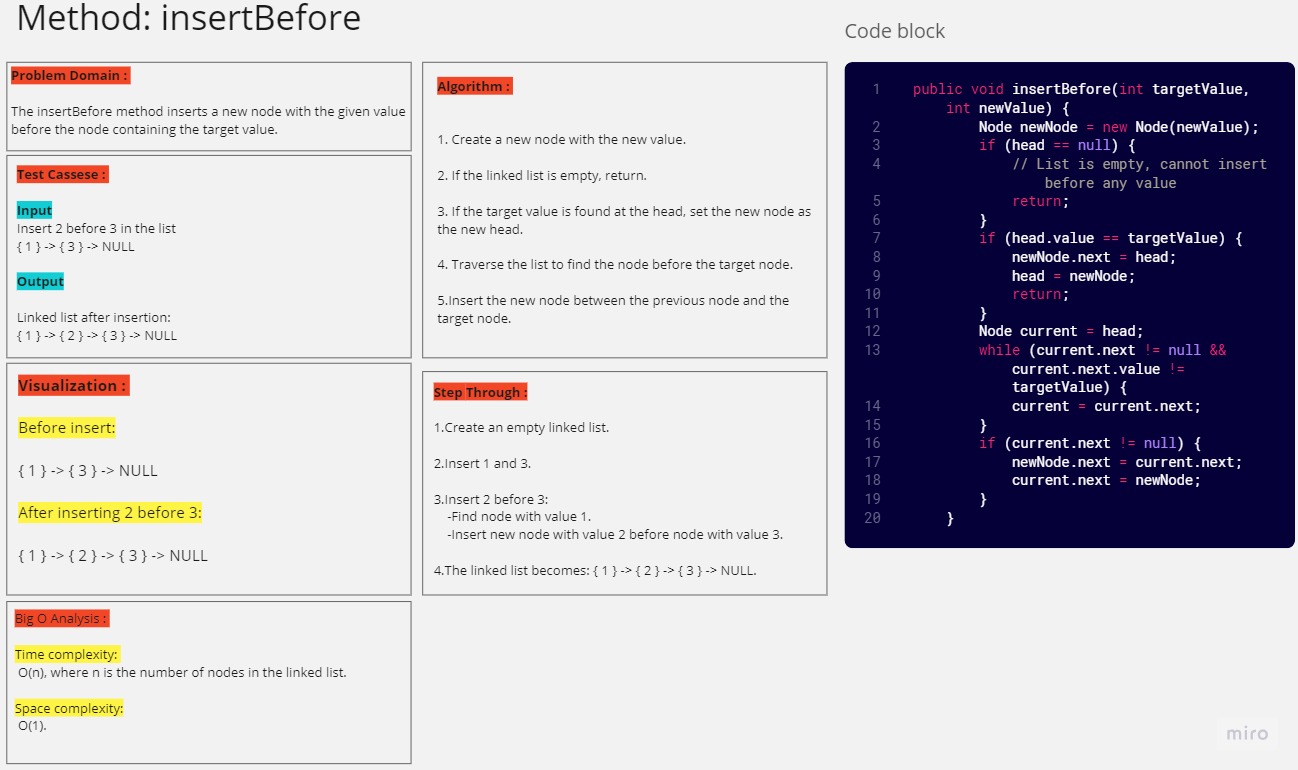 Method: insertBefore
Problem Domain :
The insertBefore method inserts a new node with the given value
before the node containing the target value.
Test Cassese :
Input
Insert 2 before 3 in the list
{ 1 } -> { 3 } -> NULL
Output
Linked list after insertion:
{ 1 } -> { 2 } -> { 3 } -> NULL
Visualization :
Before insert:
{ 1 } -> { 3 } -> NULL
After inserting 2 before 3:
{ 1 } -> { 2 } -> { 3 } -> NULL
Big O Analysis :
Time complexity:
O(n), where n is the number of nodes in the linked list.
Space complexity:
O(1).
Algorithm :
1. Create a new node with the new value.
2. If the linked list is empty, return.
3. If the target value is found at the head, set the new node as
the new head.
4. Traverse the list to find the node before the target node.
5.Insert the new node between the previous node and the
target node.
Step Through :
1.Create an empty linked list.
2.Insert 1 and 3.
3.Insert 2 before 3:
-Find node with value 1.
-Insert new node with value 2 before node with value 3.
4.The linked list becomes: { 1 } -> { 2 } -> { 3 } -> NULL.
Code block
1 public void insertBefore(int targetValue,
int newValue) {
2 Node newNode = new Node(newValue);
3 if (head == null) {
4 // List is empty, cannot insert
before any value
5 return;
6 }
7 if (head.value == targetValue) {
8 newNode.next = head;
9 head = newNode;
10 return;
11 }
12 Node current = head;
13 while (current.next != null &&
current.next.value !=
targetValue) {
14 current = current.next;
15 }
16 if (current.next != null) {
17 newNode.next = current.next;
18 current.next = newNode;
19 }
20 }
miro